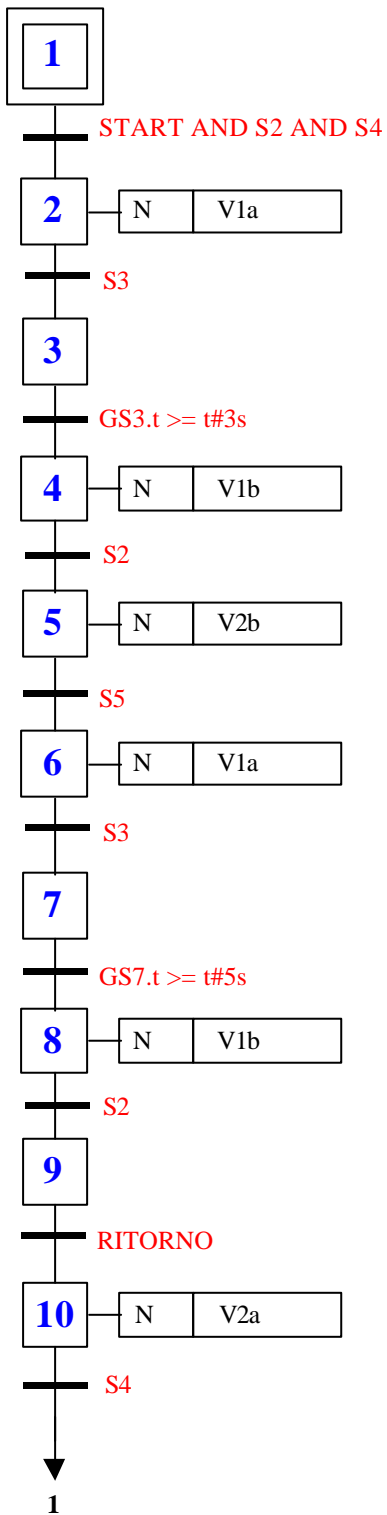 1
START AND S2 AND S4
2 N V1a
S3
3
GS3.t >= t#3s
4 N V1b
S2
5 N V2b
S5
6 N V1a
S3
7
GS7.t >= t#5s
8 N V1b
S2
9
RITORNO
10 N V2a
S4
1